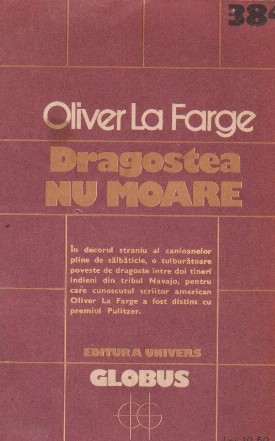 384
Oliver La Farge
Dragostea
NU MOARE
În decorul straniu al canioanelor
pline de sălbăticie, o tulburătoare
poveste de dragoste între doi tineri
indieni din tribul Navajo, pentru
care cunoscutul scriitor american
Oliver La Farge a fost distins cu
premiul Pulitzer.
EDITURA UNIVERS
GLOBUS